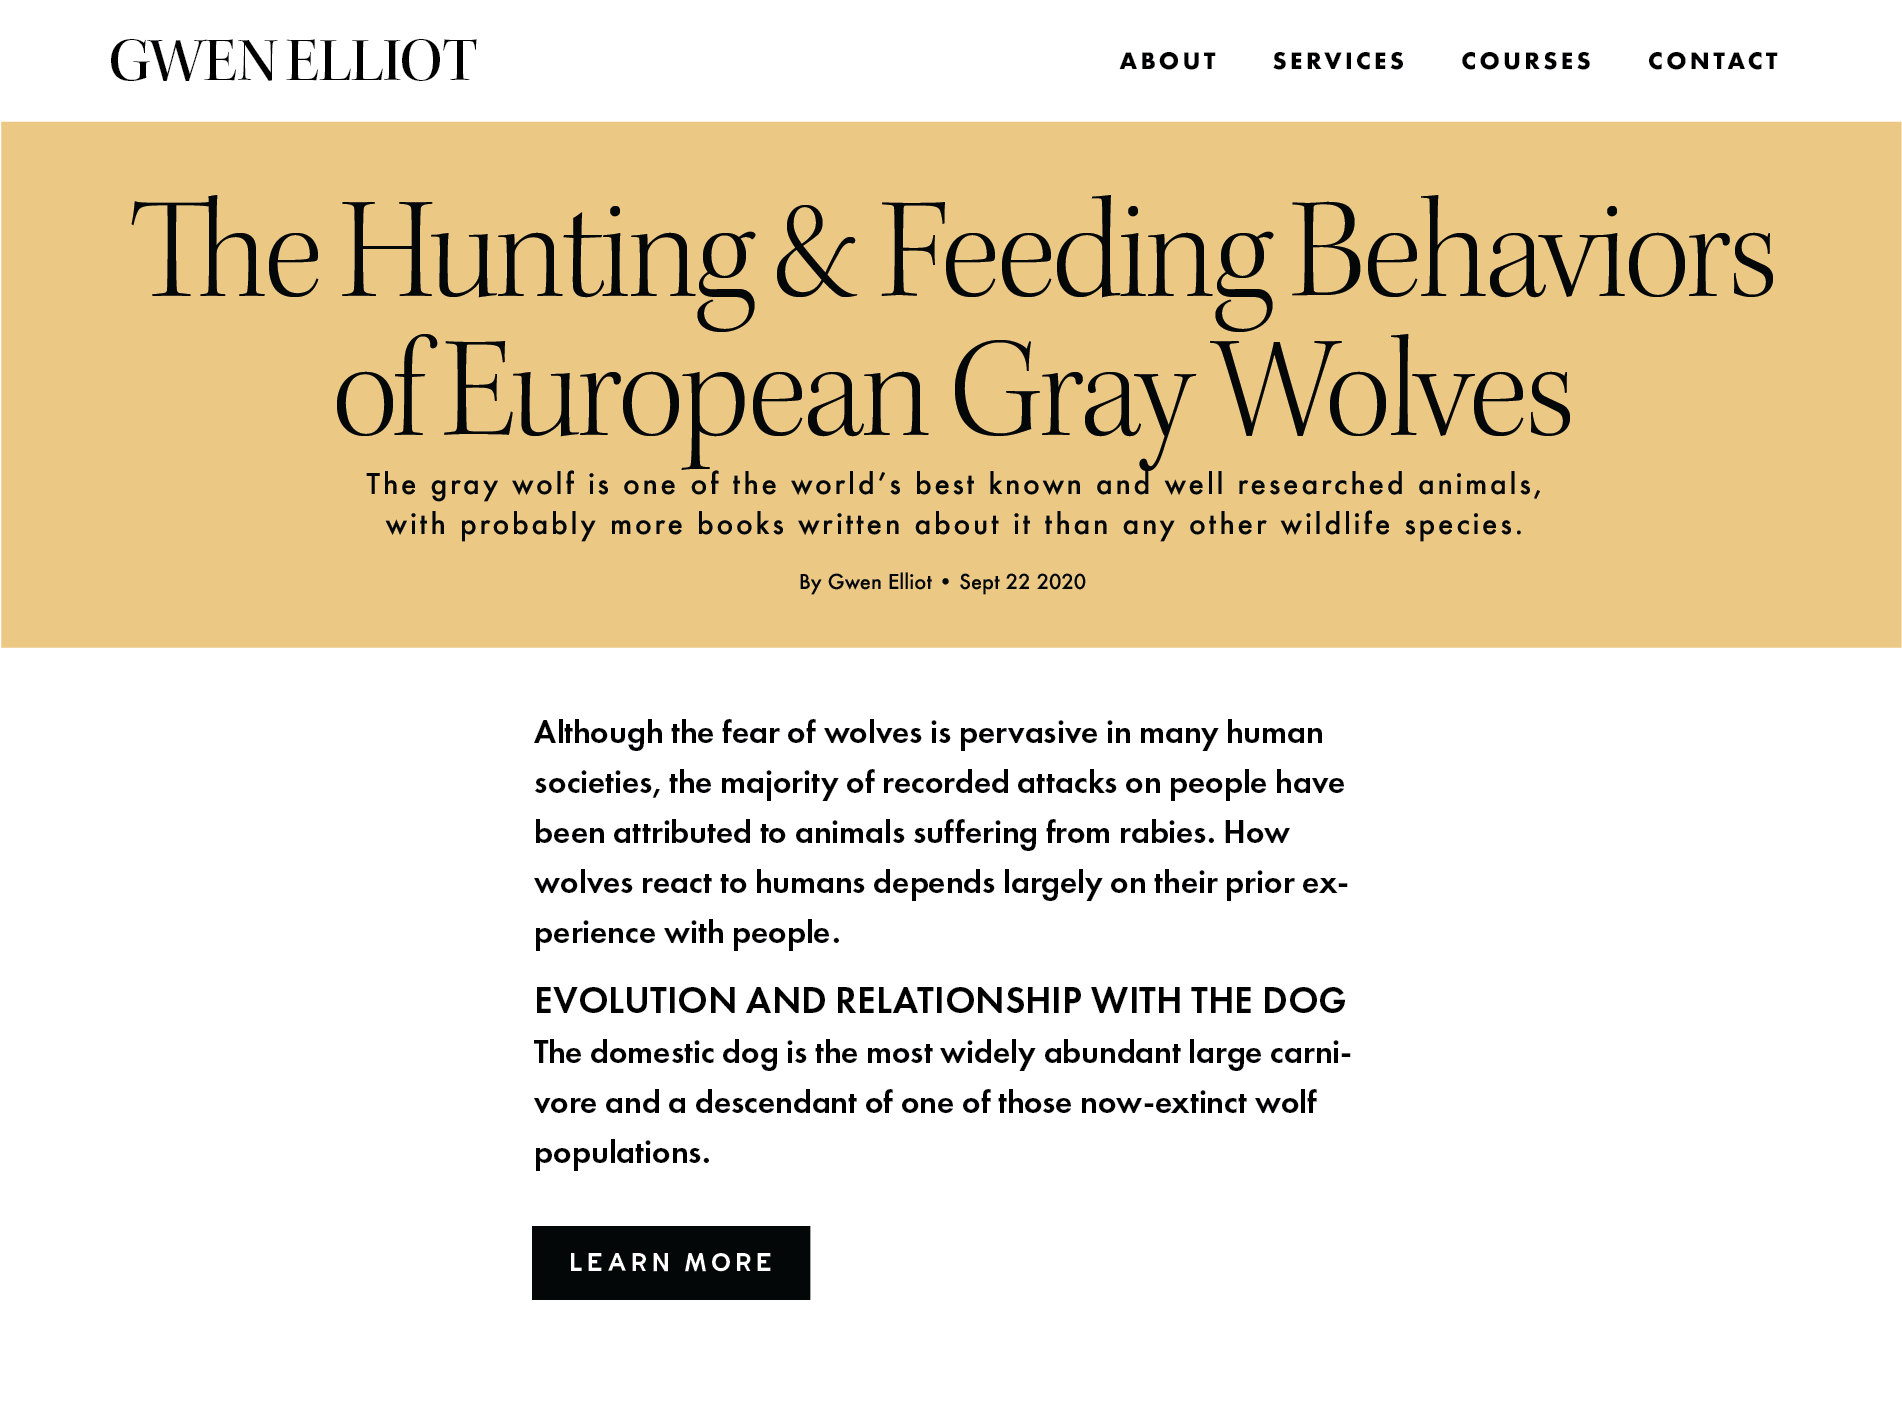 GWEN ELLIOT
ABOUT SERVICES COURSES CONTACT
The Hunting & Feeding Behaviors
of European Gray Wolves
The gray wolf is one of the world’s best known and well researched animals,
with probably more books written about it than any other wildlife species.
By Gwen Elliot • Sept 22 2020
Although the fear of wolves is pervasive in many human
societies, the majority of recorded attacks on people have
been attributed to animals suffering from rabies. How
wolves react to humans depends largely on their prior ex-
perience with people.
EVOLUTION AND RELATIONSHIP WITH THE DOG
The domestic dog is the most widely abundant large carni-
vore and a descendant of one of those now-extinct wolf
populations.
LEARN MORE